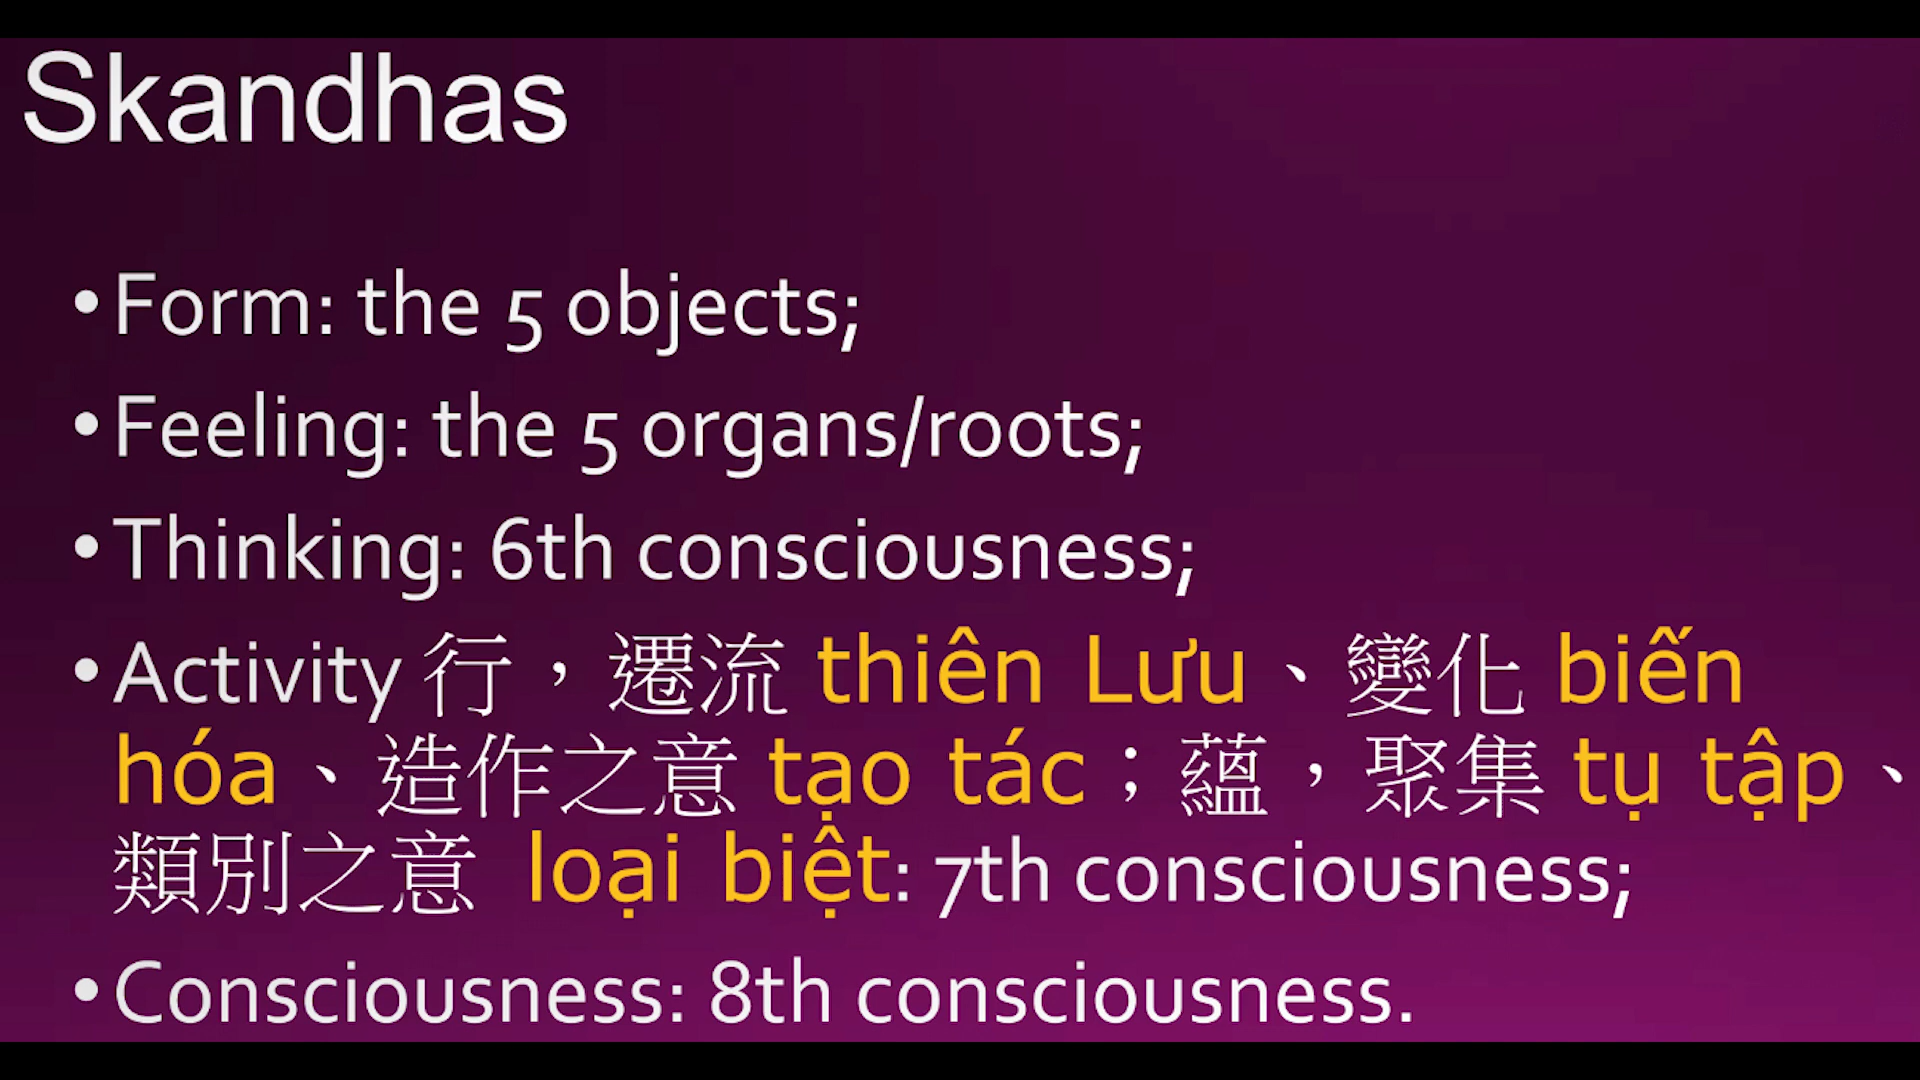 Skandhas
•Form: the 5 objects;
•Feeling: the 5 organs/roots;
•Thinking: 6th consciousness;
•Activity 行，遷流 thiên Lưu、變化 biến
hóa、造作之意 tạo tác；蘊，聚集 tụ tập、
類別之意 loại biệt: 7th consciousness;
•Consciousness: 8th consciousness.